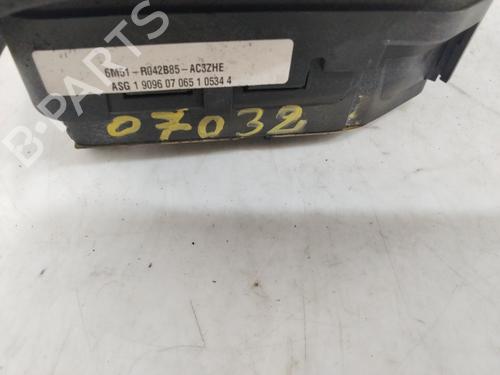 6M51-R042B85-AC3ZHE
ASG 1 9096 07 065 1 0534 4
07032
B-PARTS